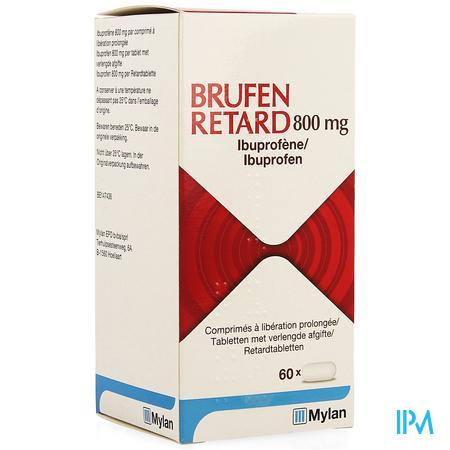 Ibuprofène 800 mg par comprimé à
libération prolongée
Ibuprofen 800 mg per tablet met
verlengde afgifte
Ibuprofen 800 mg per Retardtablette
A conserver à une température ne
dépassant pas 25°C dans l'emballage
d'origine.
Bewaren beneden 25°C. Bewaar in de
originele verpakking.
Nicht über 25°C lagern. In der
Originalverpackung aufbewahren.
BE147436
Mylan EPD bvba/sprl
Terhulpsesteenweg, 6A
B-1560 Hoeilaart
BRUFEN
RETARD 800 mg
Ibuprofène/
Ibuprofen
Comprimés à libération prolongée/
Tabletten met verlengde afgifte/
Retardtabletten
60 x
Mylan
IPM